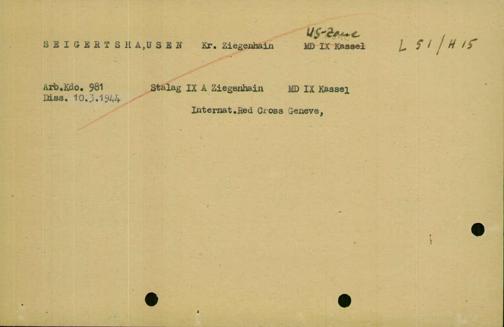 US-Zone
S E I G E R T S H A U S E N Kr. Ziegenhain MD IX Kassel L 51/H 15
Arb.Kdo. 981 Stalag IX A Ziegenhain MD IX Kassel
Diss. 10.3.1944
Internat.Red Cross Geneve,